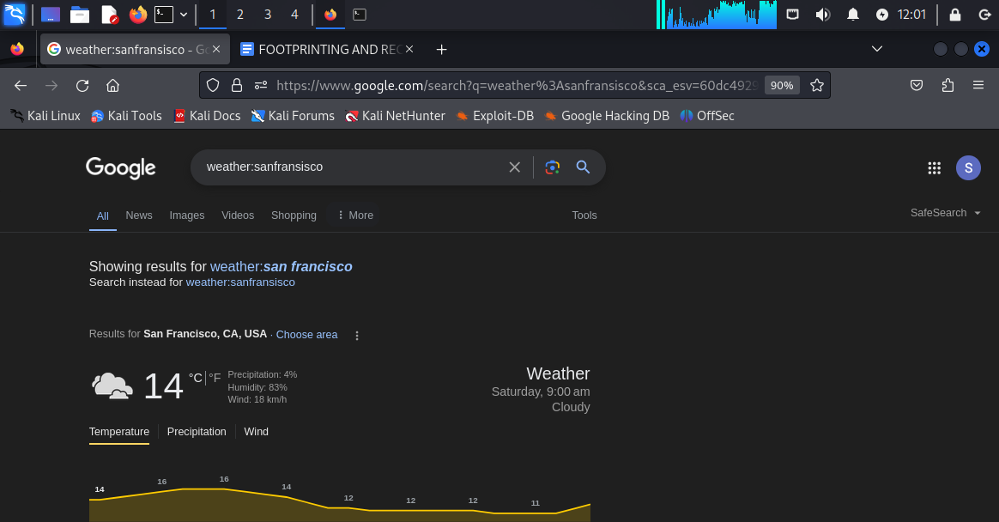 1 2 3 4 12:01
weather:sanfransisco - Go FOOTPRINTING AND REC
https://www.google.com/search?q=weather%3Asanfransisco&sca_esv=60dc4929 90%
Kali Linux Kali Tools Kali Docs Kali Forums Kali NetHunter Exploit-DB Google Hacking DB OffSec
Google weather:sanfransisco S
All News Images Videos Shopping More Tools SafeSearch
Showing results for weather:san francisco
Search instead for weather:sanfransisco
Results for San Francisco, CA, USA · Choose area
14 °C °F
Precipitation: 4%
Humidity: 83%
Wind: 18 km/h
Weather
Saturday, 9:00 am
Cloudy
Temperature Precipitation Wind
14 16 16 14 12 12 12 11